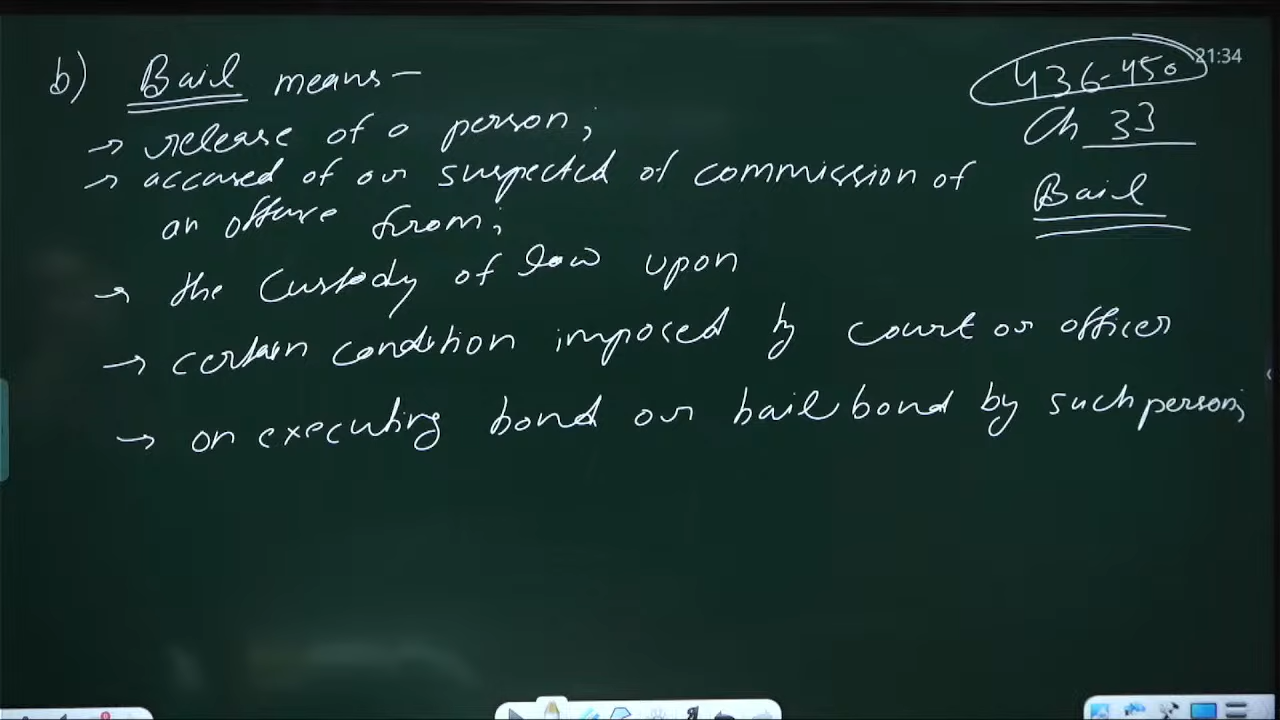 b) Bail means –
→ release of a person;
→ accused of or suspected of commission of
an offence from;
→ the custody of law upon
→ certain condition imposed by court or officer
→ on executing bond or bail bond by such person;
436-450
Ch 33
Bail
21:34